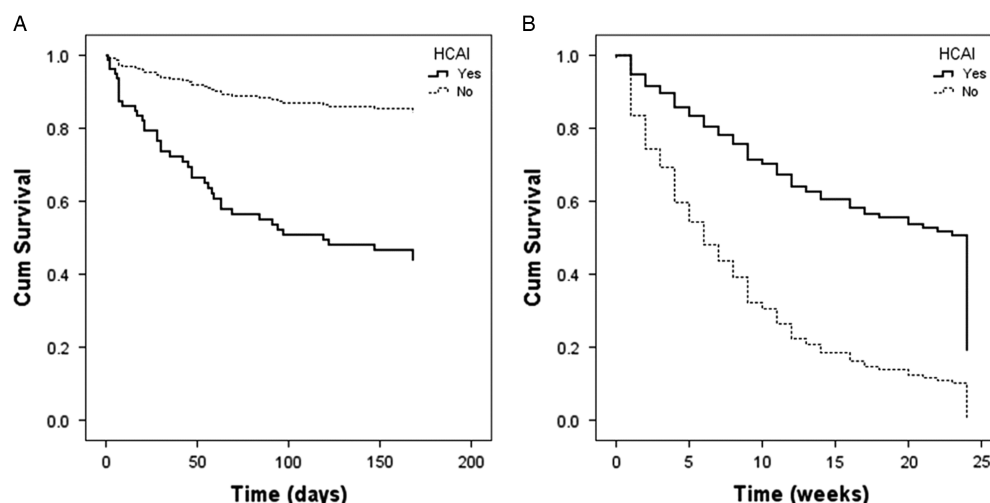 A
HCAI
Yes
No
1.0
0.8
0.6
0.4
0.2
0.0
Cum Survival
0 50 100 150 200
Time (days)
B
HCAI
Yes
No
1.0
0.8
0.6
0.4
0.2
0.0
Cum Survival
0 5 10 15 20 25
Time (weeks)